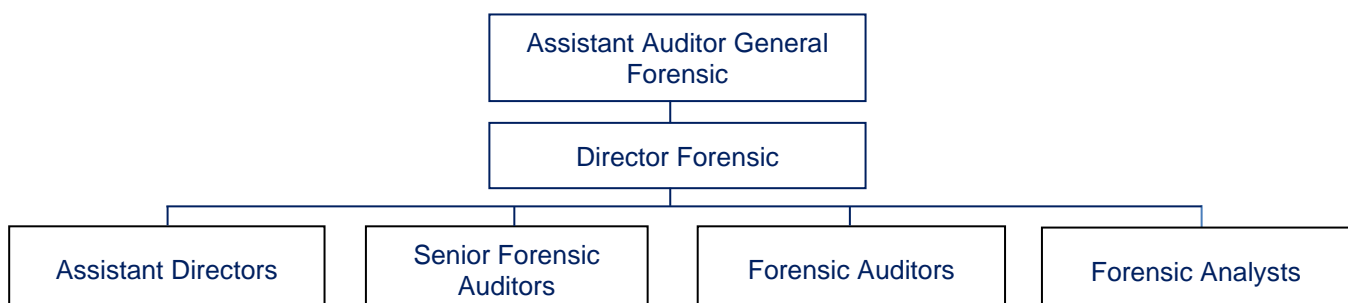 Assistant Auditor General
Forensic
Director Forensic
Assistant Directors
Senior Forensic
Auditors
Forensic Auditors
Forensic Analysts